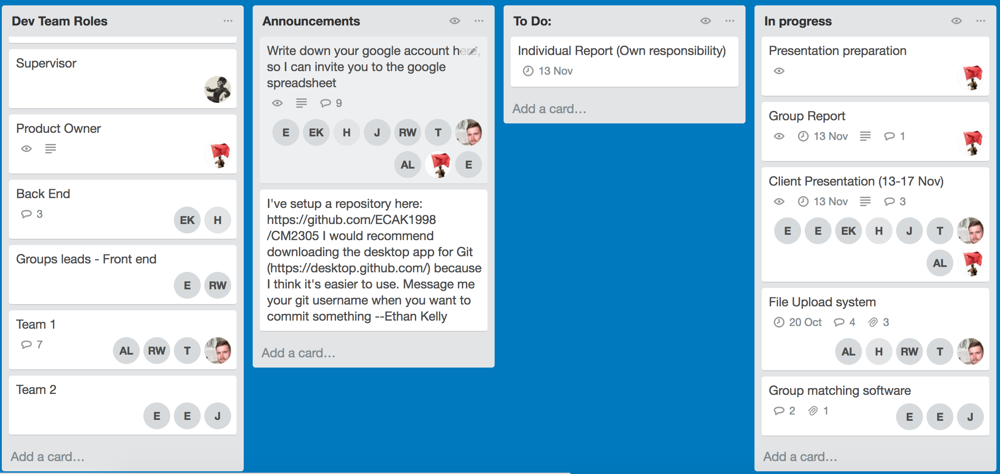 Dev Team Roles
Supervisor
Product Owner
Back End
3
EK H
Groups leads - Front end
E RW
Team 1
7
AL RW T
Team 2
E E J
Add a card...
Announcements
Write down your google account here,
so I can invite you to the google
spreadsheet
9
E EK H J RW T
AL E
I've setup a repository here:
https://github.com/ECAK1998
/CM2305 I would recommend
downloading the desktop app for Git
(https://desktop.github.com/) because
I think it's easier to use. Message me
your git username when you want to
commit something --Ethan Kelly
Add a card...
To Do:
Individual Report (Own responsibility)
13 Nov
Add a card...
In progress
Presentation preparation
Group Report
13 Nov 1
Client Presentation (13-17 Nov)
13 Nov 3
E E EK H J T
AL
File Upload system
20 Oct 4 3
AL H RW T
Group matching software
2 1
E E J
Add a card...